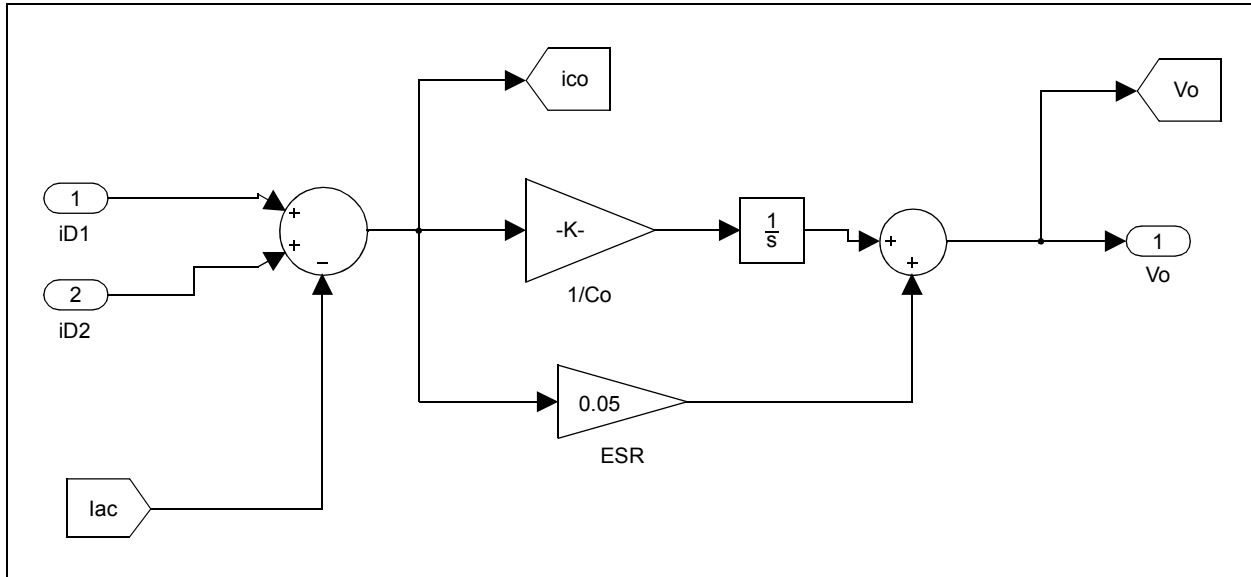 ico
Vo
1
iD1
+
+
−
-K-
1/Co
1
s
+
+
1
Vo
2
iD2
0.05
ESR
Iac